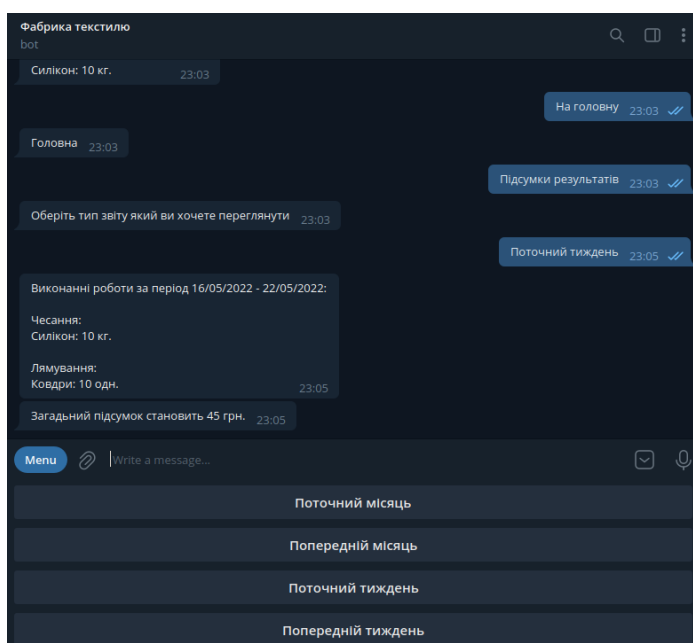 Фабрика текстилю
bot
Силікон: 10 кг. 23:03
На головну 23:03
Головна 23:03
Підсумки результатів 23:03
Оберіть тип звіту який ви хочете переглянути 23:03
Поточний тиждень 23:05
Виконанні роботи за період 16/05/2022 - 22/05/2022:
Чесання:
Силікон: 10 кг.
Лямування:
Ковдри: 10 одн. 23:05
Загадьний підсумок становить 45 грн. 23:05
Menu Write a message...
Поточний місяць
Попередній місяць
Поточний тиждень
Попередній тиждень